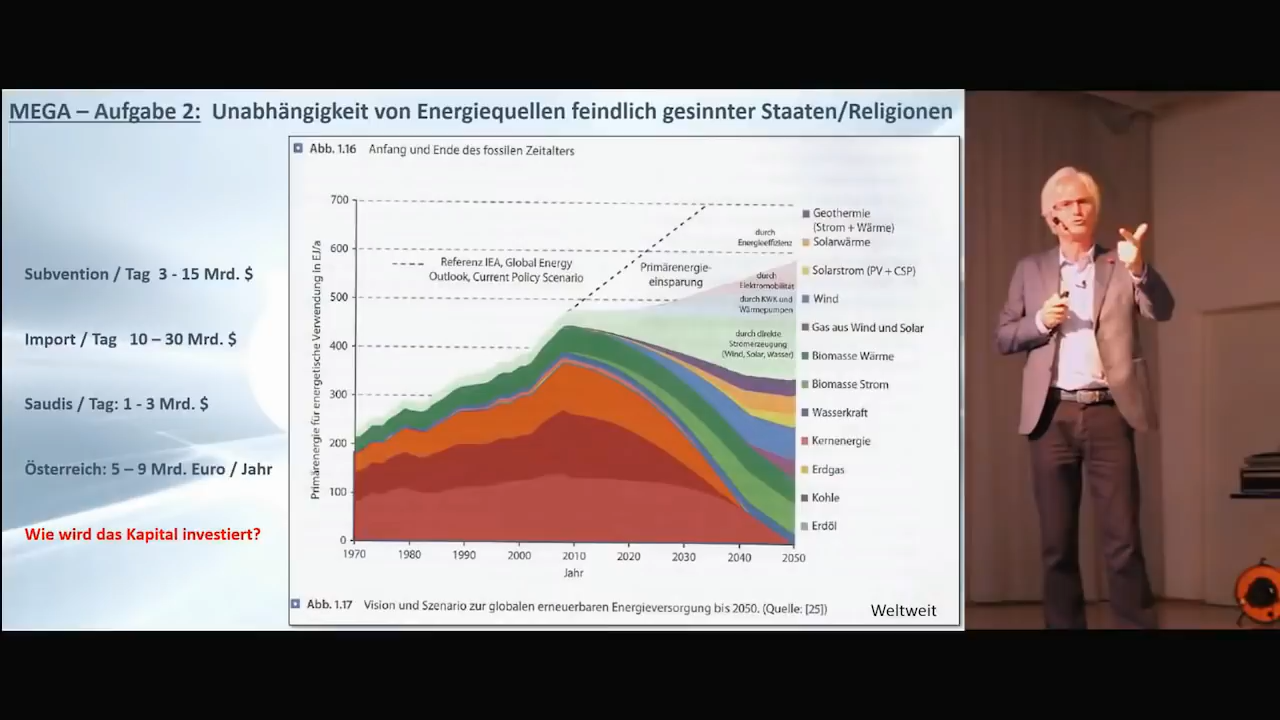 MEGA – Aufgabe 2: Unabhängigkeit von Energiequellen feindlich gesinnter Staaten/Religionen
Subvention / Tag 3 - 15 Mrd. $
Import / Tag 10 – 30 Mrd. $
Saudis / Tag: 1 - 3 Mrd. $
Österreich: 5 – 9 Mrd. Euro / Jahr
Wie wird das Kapital investiert?
Abb. 1.16 Anfang und Ende des fossilen Zeitalters
Primärenergie für energetische Verwendung in EJ/a
700
600
500
400
300
200
100
0
1970
1980
1990
2000
2010
2020
2030
2040
2050
Jahr
Referenz IEA, Global Energy
Outlook, Current Policy Scenario
Primärenergie-
einsparung
durch
Energieeffizienz
durch
Elektromobilität
durch KWK und
Wärmepumpen
durch direkte
Stromerzeugung
(Wind, Solar, Wasser)
Geothermie
(Strom + Wärme)
Solarwärme
Solarstrom (PV + CSP)
Wind
Gas aus Wind und Solar
Biomasse Wärme
Biomasse Strom
Wasserkraft
Kernenergie
Erdgas
Kohle
Erdöl
Abb. 1.17 Vision und Szenario zur globalen erneuerbaren Energieversorgung bis 2050. (Quelle: [25])
Weltweit